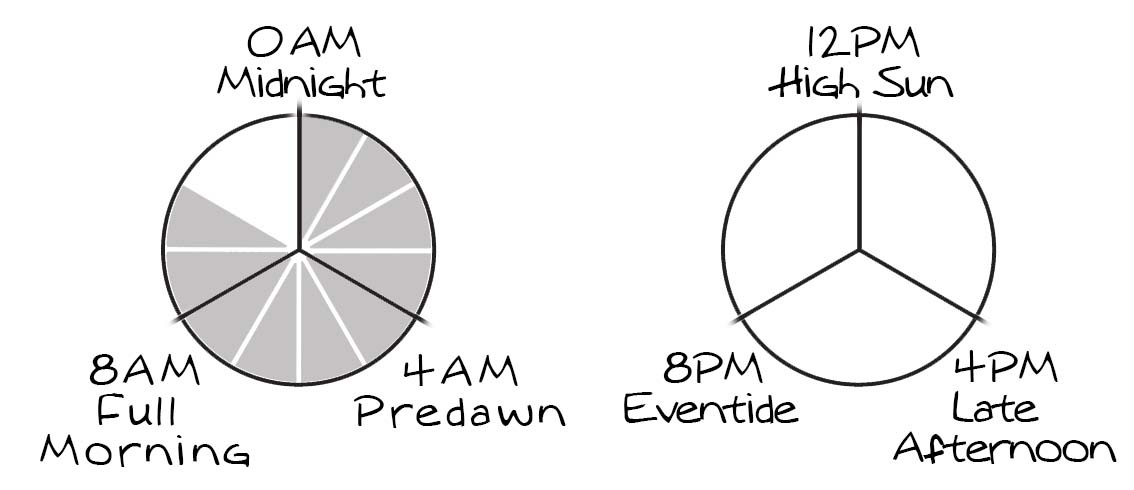 0AM
Midnight
8AM
Full
Morning
4AM
Predawn
12PM
High Sun
8PM
Eventide
4PM
Late
Afternoon